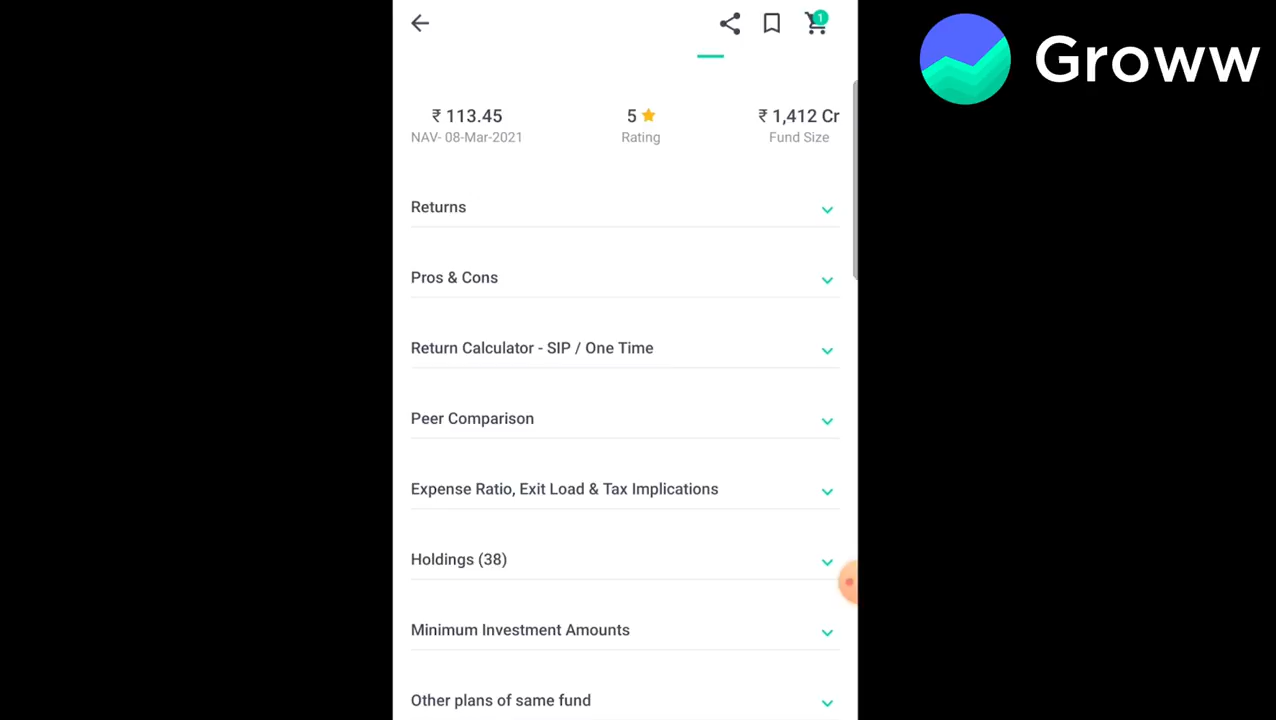 1
Groww
₹ 113.45
NAV- 08-Mar-2021
5
Rating
₹ 1,412 Cr
Fund Size
Returns
Pros & Cons
Return Calculator - SIP / One Time
Peer Comparison
Expense Ratio, Exit Load & Tax Implications
Holdings (38)
Minimum Investment Amounts
Other plans of same fund